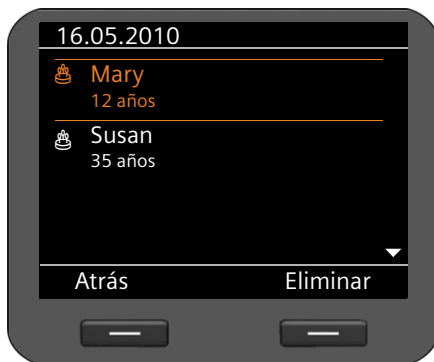 16.05.2010
Mary
12 años
Susan
35 años
Atrás Eliminar